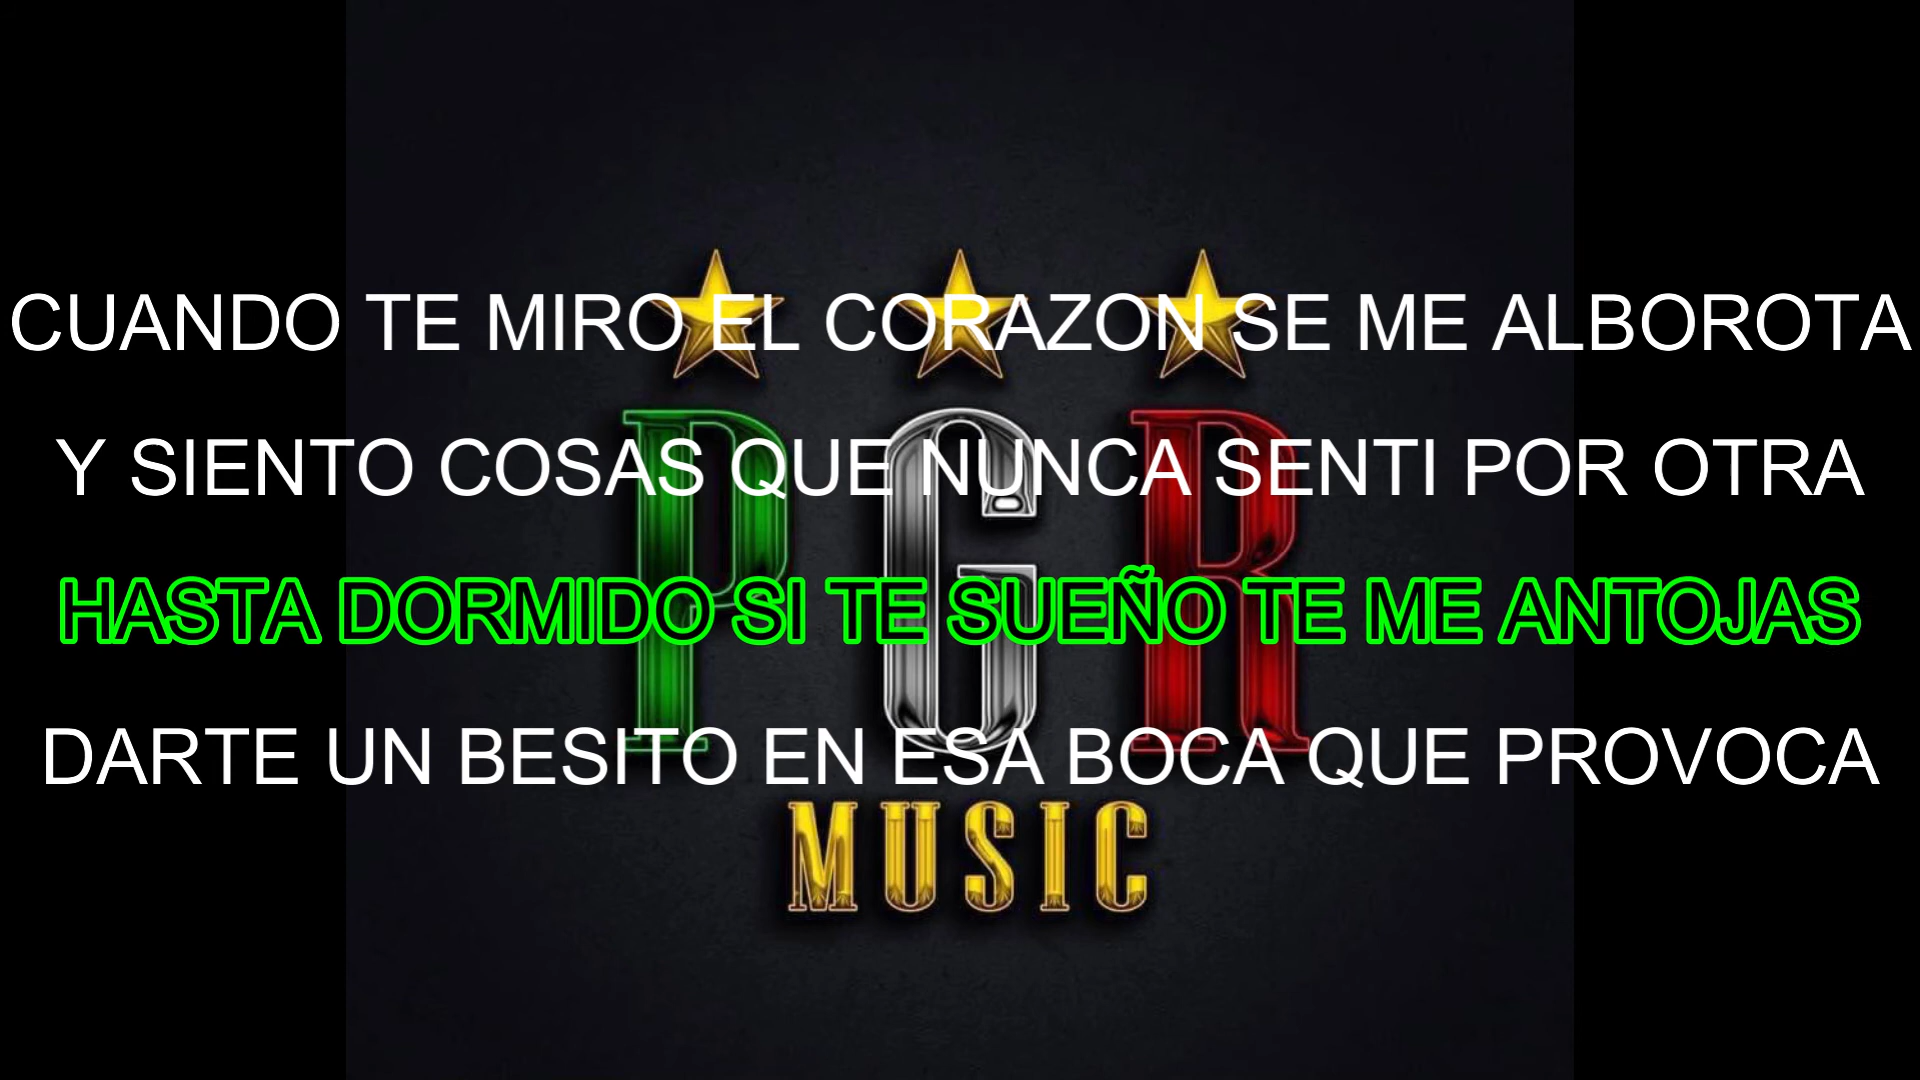 CUANDO TE MIRO EL CORAZON SE ME ALBOROTA
Y SIENTO COSAS QUE NUNCA SENTI POR OTRA
PGR
HASTA DORMIDO SI TE SUEÑO TE ME ANTOJAS
DARTE UN BESITO EN ESA BOCA QUE PROVOCA
MUSIC